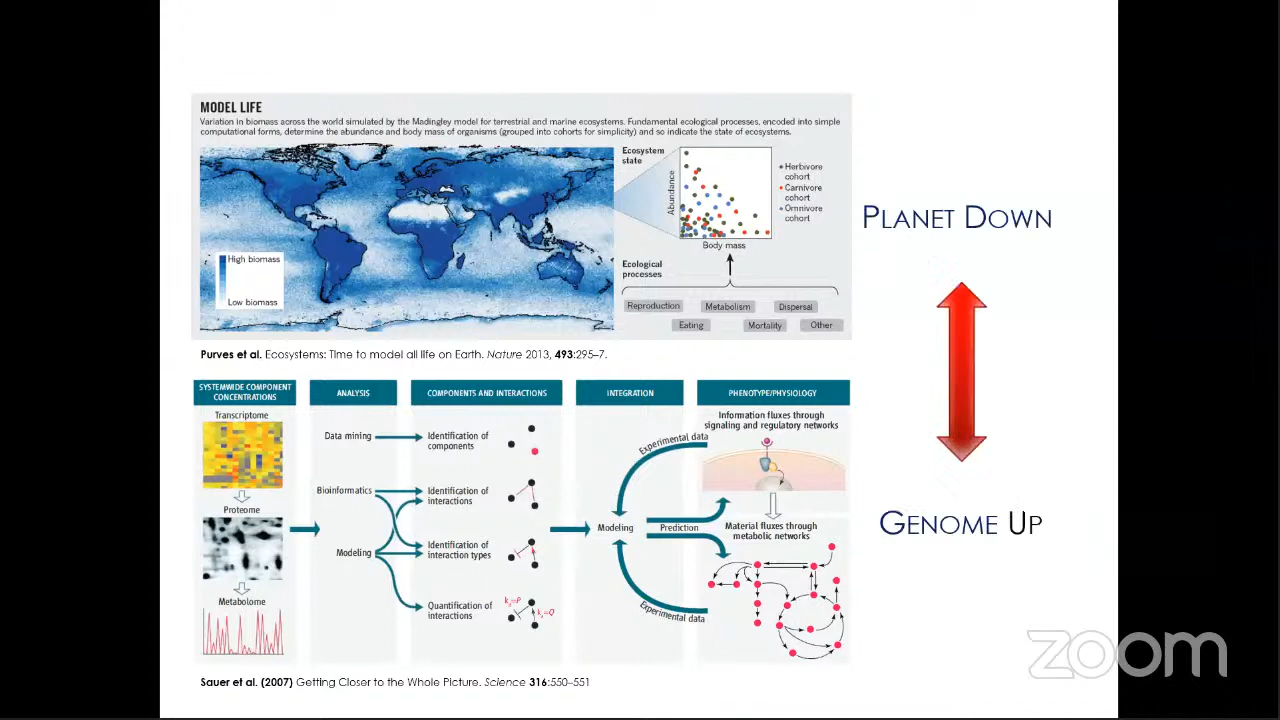 MODEL LIFE
Variation in biomass across the world simulated by the Madingley model for terrestrial and marine ecosystems. Fundamental ecological processes, encoded into simple
computational forms, determine the abundance and body mass of organisms (grouped into cohorts for simplicity) and so indicate the state of ecosystems.
High biomass
Low biomass
Ecosystem
state
Abundance
Body mass
Herbivore
cohort
Carnivore
cohort
Omnivore
cohort
Ecological
processes
Reproduction
Metabolism
Dispersal
Eating
Mortality
Other
Purves et al. Ecosystems: Time to model all life on Earth. Nature 2013, 493:295–7.
PLANET DOWN
GENOME UP
SYSTEMWIDE COMPONENT
CONCENTRATIONS
Transcriptome
Proteome
Metabolome
ANALYSIS
Data mining
Bioinformatics
Modeling
COMPONENTS AND INTERACTIONS
Identification of
components
Identification of
interactions
Identification of
interaction types
Quantification of
interactions
INTEGRATION
Experimental data
Modeling
Prediction
Experimental data
PHENOTYPE/PHYSIOLOGY
Information fluxes through
signaling and regulatory networks
Material fluxes through
metabolic networks
Sauer et al. (2007) Getting Closer to the Whole Picture. Science 316:550–551
zoom